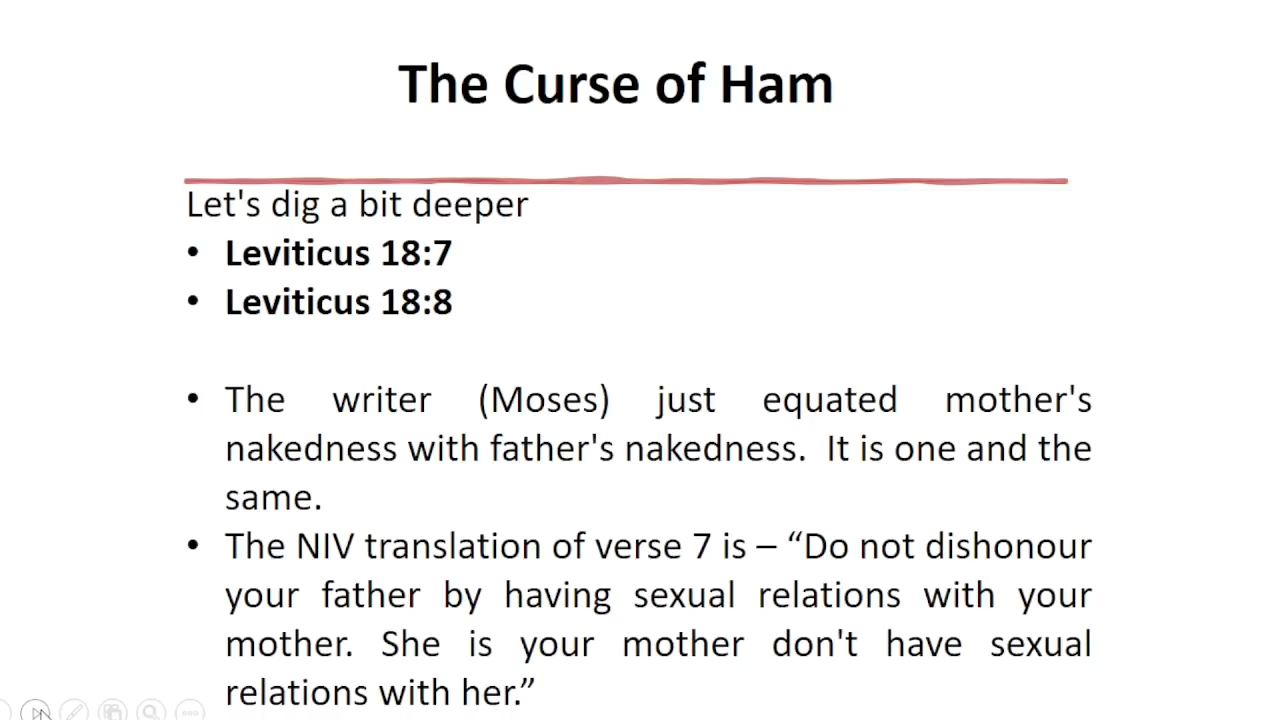 The Curse of Ham
Let's dig a bit deeper
• Leviticus 18:7
• Leviticus 18:8
• The writer (Moses) just equated mother's
nakedness with father's nakedness.  It is one and the
same.
• The NIV translation of verse 7 is – “Do not dishonour
your father by having sexual relations with your
mother. She is your mother don't have sexual
relations with her.”